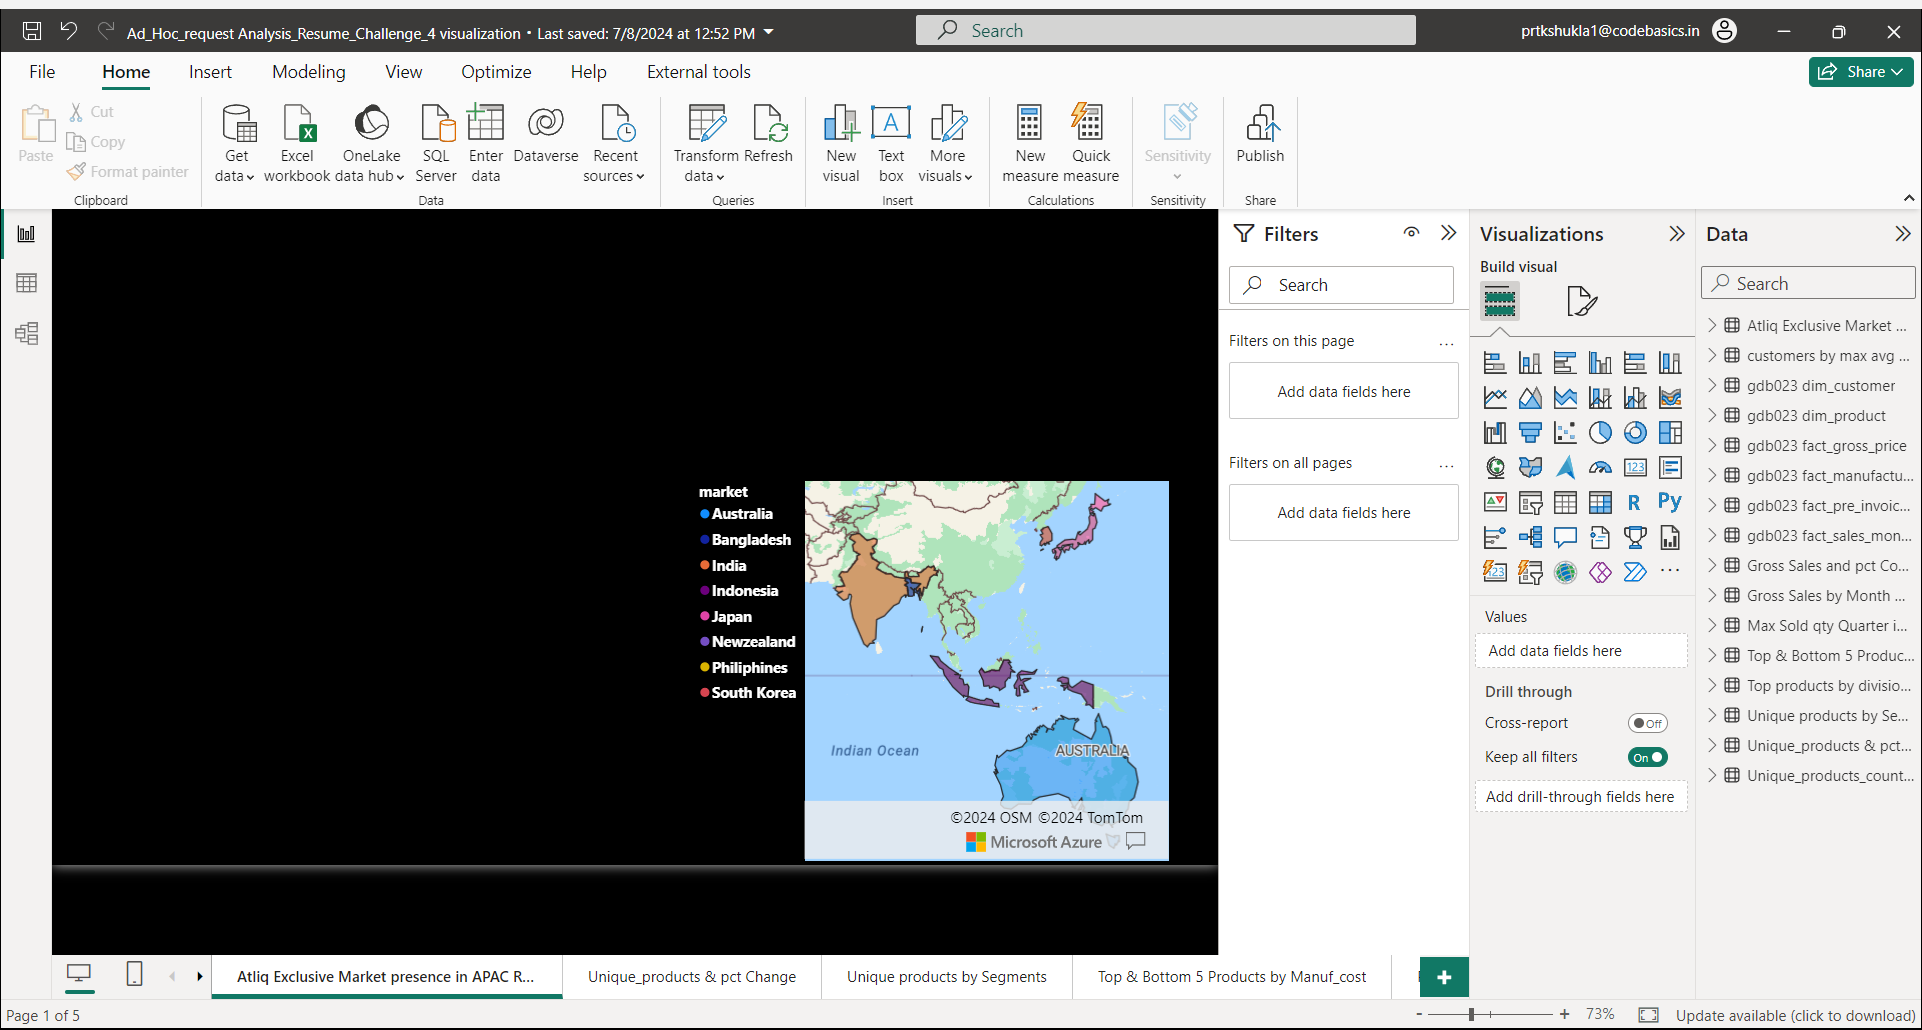 Ad_Hoc_request Analysis_Resume_Challenge_4 visualization • Last saved: 7/8/2024 at 12:52 PM
Search
prtkshukla1@codebasics.in
File Home Insert Modeling View Optimize Help External tools
Share
Paste
Cut
Copy
Format painter
Clipboard
Get data
Excel workbook
OneLake data hub
SQL Server
Enter data
Dataverse
Recent sources
Data
Transform data
Refresh
Queries
New visual
Text box
More visuals
Insert
New measure
Quick measure
Calculations
Sensitivity
Sensitivity
Publish
Share
market
Australia
Bangladesh
India
Indonesia
Japan
Newzealand
Philiphines
South Korea
Indian Ocean
AUSTRALIA
©2024 OSM ©2024 TomTom
Microsoft Azure
Filters
Search
Filters on this page ...
Add data fields here
Filters on all pages ...
Add data fields here
Visualizations
Build visual
123
R
Py
123
...
Values
Add data fields here
Drill through
Cross-report Off
Keep all filters On
Add drill-through fields here
Data
Search
Atliq Exclusive Market ...
customers by max avg ...
gdb023 dim_customer
gdb023 dim_product
gdb023 fact_gross_price
gdb023 fact_manufactu...
gdb023 fact_pre_invoic...
gdb023 fact_sales_mon...
Gross Sales and pct Co...
Gross Sales by Month ...
Max Sold qty Quarter i...
Top & Bottom 5 Produc...
Top products by divisio...
Unique products by Se...
Unique_products & pct...
Unique_products_count...
Atliq Exclusive Market presence in APAC R...
Unique_products & pct Change
Unique products by Segments
Top & Bottom 5 Products by Manuf_cost
+
Page 1 of 5
- + 73%
Update available (click to download)